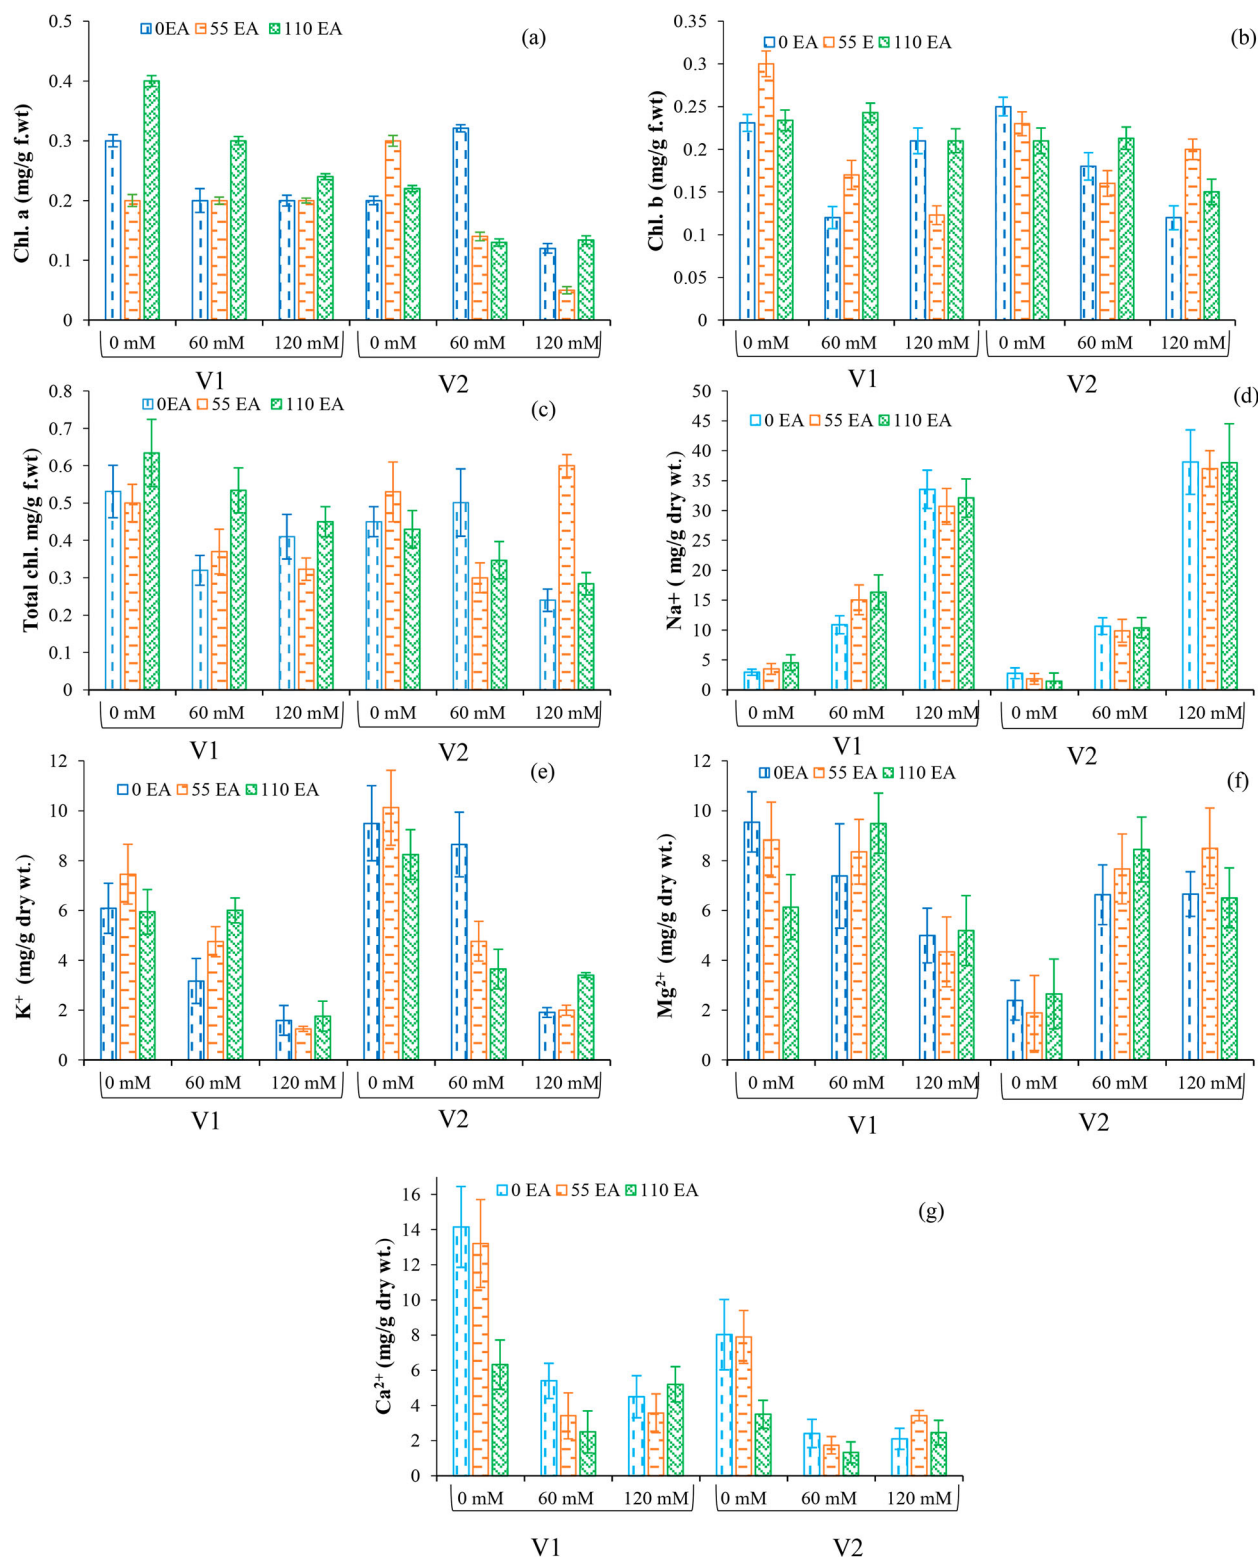 0EA 55 EA 110 EA
(a)
Chl. a (mg/g f.wt)
0.5
0.4
0.3
0.2
0.1
0
0 mM 60 mM 120 mM 0 mM 60 mM 120 mM
V1 V2
0 EA 55 E 110 EA
(b)
Chl. b (mg/g f.wt)
0.35
0.3
0.25
0.2
0.15
0.1
0.05
0
0 mM 60 mM 120 mM 0 mM 60 mM 120 mM
V1 V2
0EA 55 EA 110 EA
(c)
Total chl. mg/g f.wt)
0.8
0.7
0.6
0.5
0.4
0.3
0.2
0.1
0
0 mM 60 mM 120 mM 0 mM 60 mM 120 mM
V1 V2
0 EA 55 EA 110 EA
(d)
Na+ ( mg/g dry wt.)
50
45
40
35
30
25
20
15
10
5
0
0 mM 60 mM 120 mM 0 mM 60 mM 120 mM
V1 V2
0 EA 55 EA 110 EA
(e)
K⁺ (mg/g dry wt.)
12
10
8
6
4
2
0
0 mM 60 mM 120 mM 0 mM 60 mM 120 mM
V1 V2
0EA 55 EA 110 EA
(f)
Mg²⁺ (mg/g dry wt.)
12
10
8
6
4
2
0
0 mM 60 mM 120 mM 0 mM 60 mM 120 mM
V1 V2
0 EA 55 EA 110 EA
(g)
Ca²⁺ (mg/g dry wt.)
16
14
12
10
8
6
4
2
0
0 mM 60 mM 120 mM 0 mM 60 mM 120 mM
V1 V2